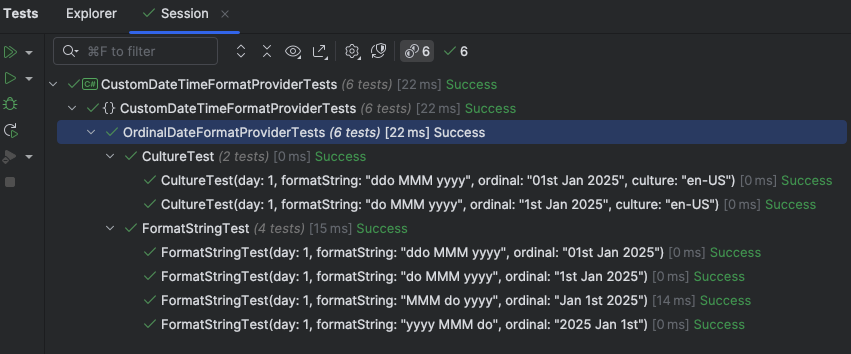 Tests Explorer Session ×
⌘F to filter 6 6
C# CustomDateTimeFormatProviderTests (6 tests) [22 ms] Success
{} CustomDateTimeFormatProviderTests (6 tests) [22 ms] Success
OrdinalDateFormatProviderTests (6 tests) [22 ms] Success
CultureTest (2 tests) [0 ms] Success
CultureTest(day: 1, formatString: "ddo MMM yyyy", ordinal: "01st Jan 2025", culture: "en-US") [0 ms] Success
CultureTest(day: 1, formatString: "do MMM yyyy", ordinal: "1st Jan 2025", culture: "en-US") [0 ms] Success
FormatStringTest (4 tests) [15 ms] Success
FormatStringTest(day: 1, formatString: "ddo MMM yyyy", ordinal: "01st Jan 2025") [0 ms] Success
FormatStringTest(day: 1, formatString: "do MMM yyyy", ordinal: "1st Jan 2025") [0 ms] Success
FormatStringTest(day: 1, formatString: "MMM do yyyy", ordinal: "Jan 1st 2025") [14 ms] Success
FormatStringTest(day: 1, formatString: "yyyy MMM do", ordinal: "2025 Jan 1st") [0 ms] Success